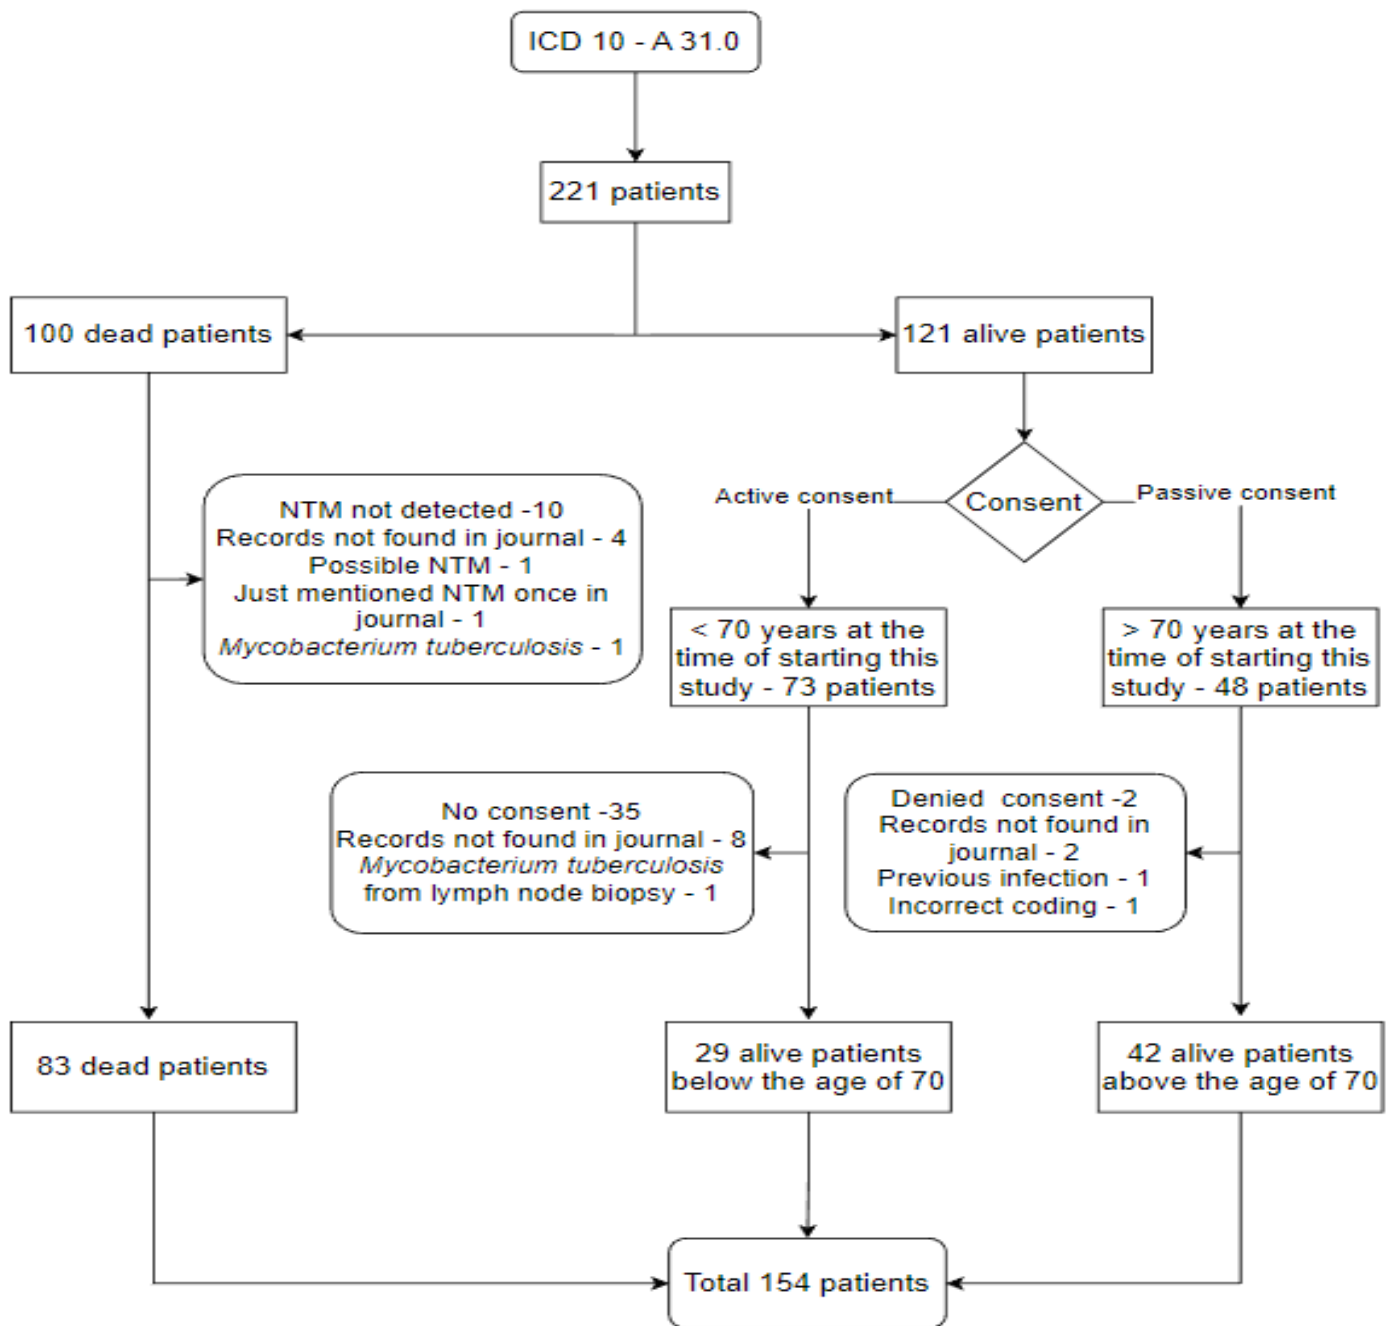 ICD 10 - A 31.0
221 patients
100 dead patients
121 alive patients
Active consent
Consent
Passive consent
NTM not detected -10
Records not found in journal - 4
Possible NTM - 1
Just mentioned NTM once in
journal - 1
Mycobacterium tuberculosis - 1
< 70 years at the
time of starting this
study - 73 patients
> 70 years at the
time of starting this
study - 48 patients
No consent -35
Records not found in journal - 8
Mycobacterium tuberculosis
from lymph node biopsy - 1
Denied  consent -2
Records not found in
journal - 2
Previous infection - 1
Incorrect coding - 1
83 dead patients
29 alive patients
below the age of 70
42 alive patients
above the age of 70
Total 154 patients